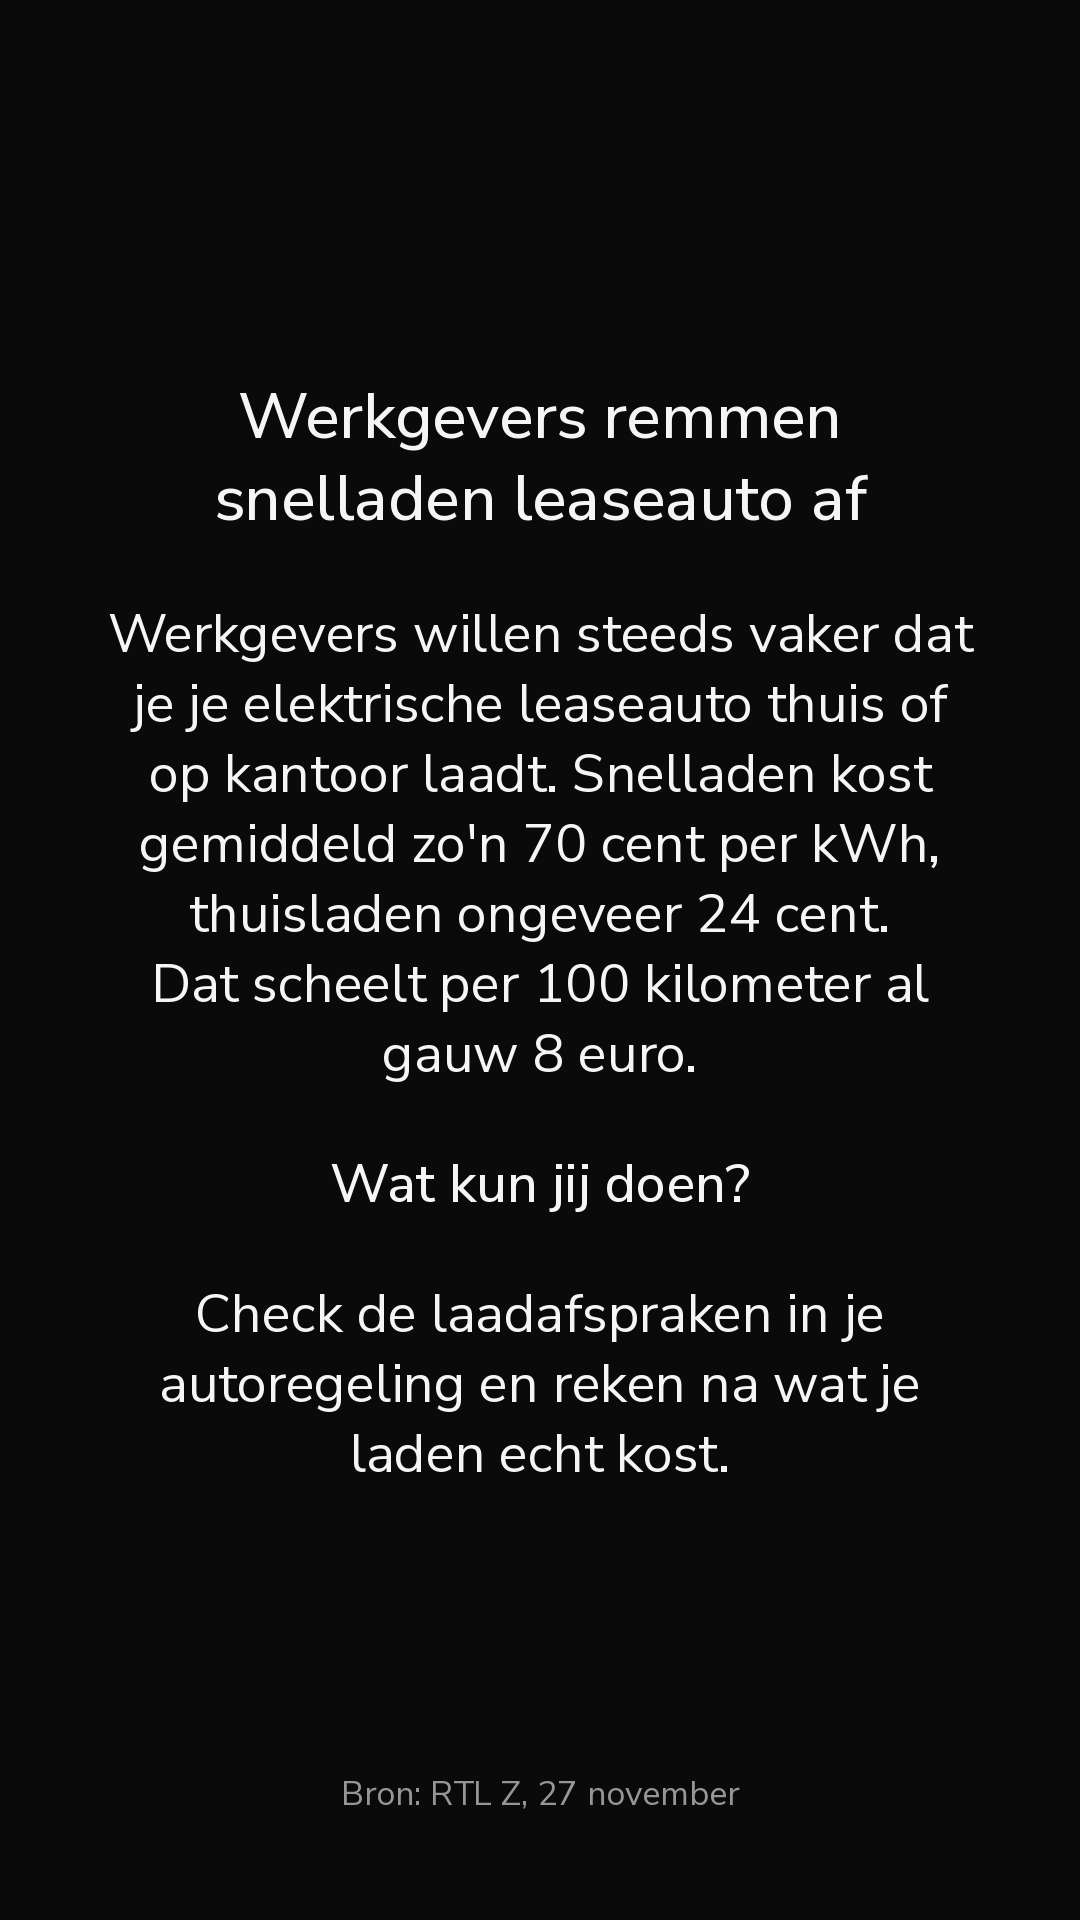 Werkgevers remmen
snelladen leaseauto af
Werkgevers willen steeds vaker dat
je je elektrische leaseauto thuis of
op kantoor laadt. Snelladen kost
gemiddeld zo'n 70 cent per kWh,
thuisladen ongeveer 24 cent.
Dat scheelt per 100 kilometer al
gauw 8 euro.
Wat kun jij doen?
Check de laadafspraken in je
autoregeling en reken na wat je
laden echt kost.
Bron: RTL Z, 27 november